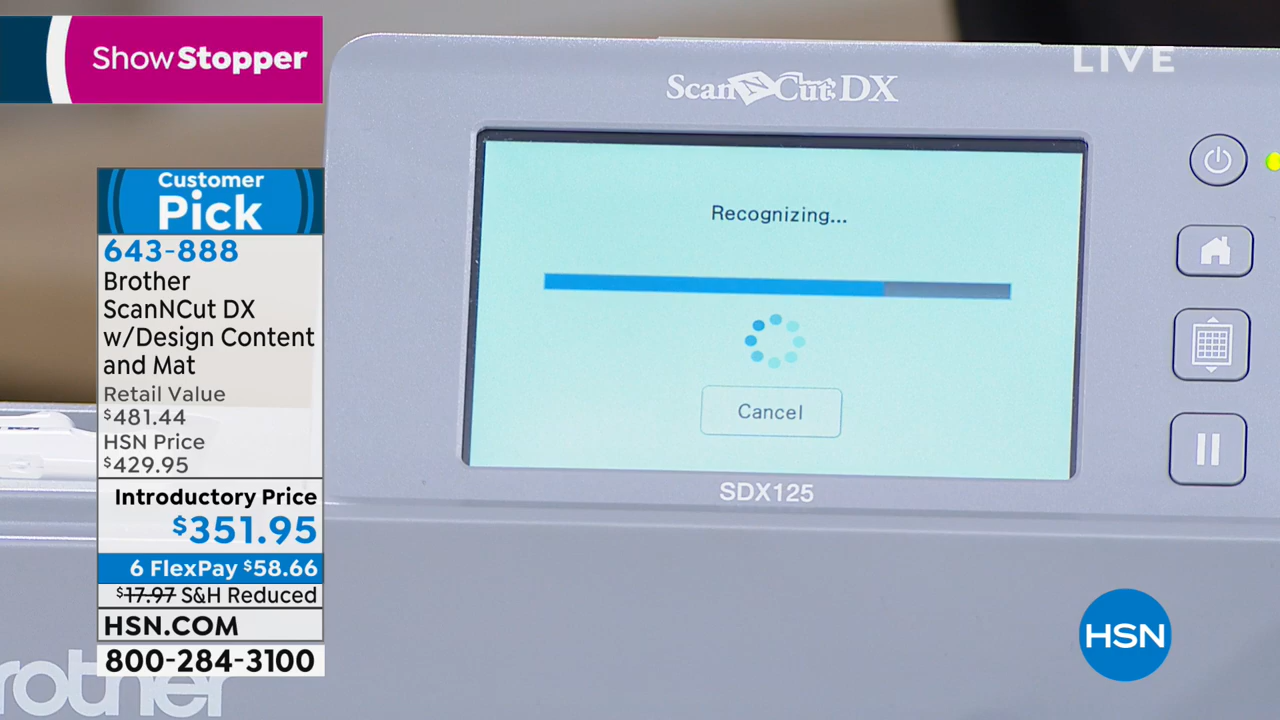 Show Stopper
LIVE
Customer
Pick
643-888
Brother
ScanNCut DX
w/Design Content
and Mat
Retail Value
$481.44
HSN Price
$429.95
Introductory Price
$351.95
6 FlexPay $58.66
$17.97 S&H Reduced
HSN.COM
800-284-3100
ScanNCut DX
Recognizing...
Cancel
SDX125
HSN